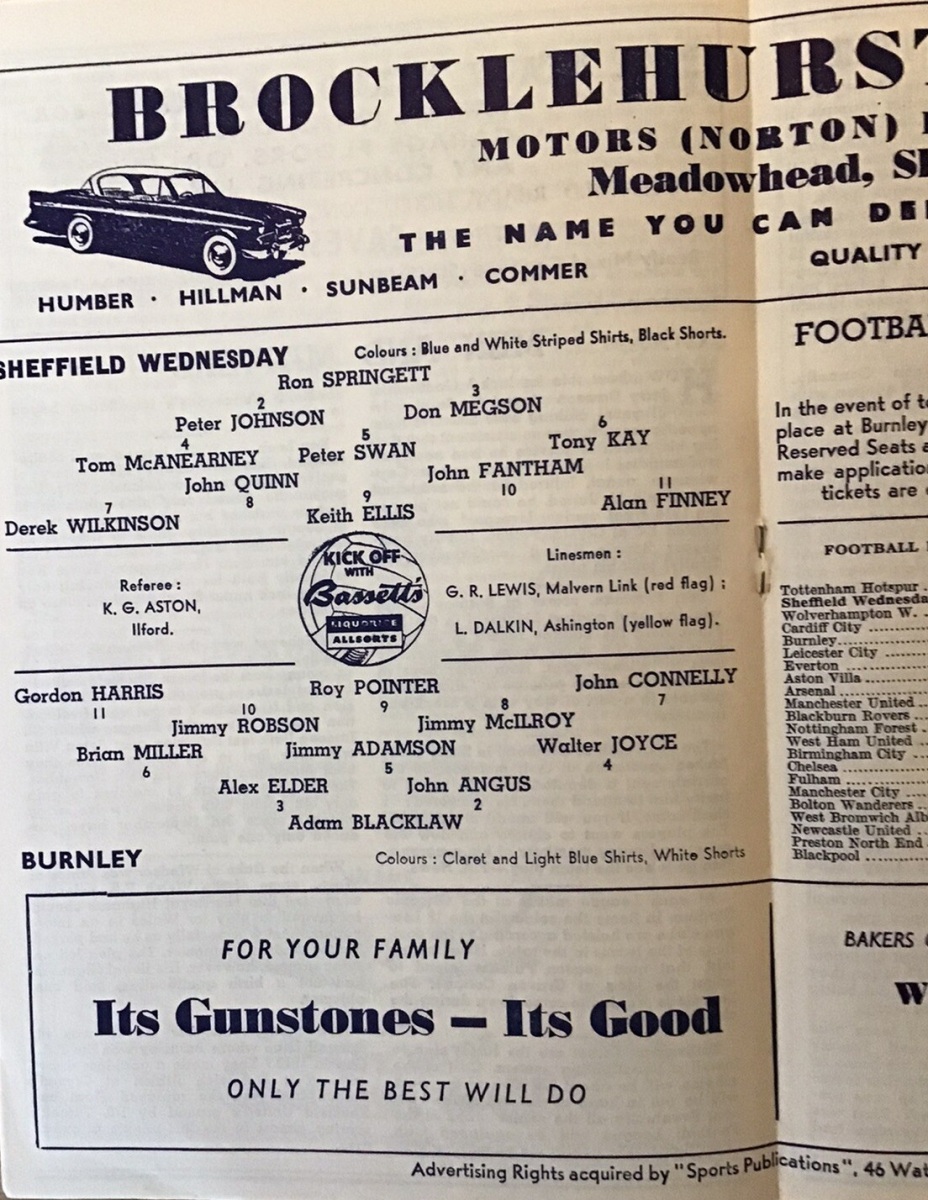 BROCKLEHURST
MOTORS (NORTON)
Meadowhead,
THE NAME YOU CAN
QUALITY
HUMBER · HILLMAN · SUNBEAM · COMMER
SHEFFIELD WEDNESDAY
Colours : Blue and White Striped Shirts, Black Shorts.
Ron SPRINGETT
2 3
Peter JOHNSON Don MEGSON
4 5 6
Tom McANEARNEY Peter SWAN Tony KAY
John QUINN John FANTHAM
7 8 9 10 11
Derek WILKINSON Keith ELLIS Alan FINNEY
Referee :
K. G. ASTON,
Ilford.
KICK OFF
WITH
Bassett's
LIQUORICE
ALLSORTS
Linesmen :
G. R. LEWIS, Malvern Link (red flag) ;
L. DALKIN, Ashington (yellow flag).
Gordon HARRIS Roy POINTER John CONNELLY
11 10 9 8 7
Jimmy ROBSON Jimmy McILROY
Brian MILLER Jimmy ADAMSON Walter JOYCE
6 5 4
Alex ELDER John ANGUS
3 2
Adam BLACKLAW
BURNLEY
Colours : Claret and Light Blue Shirts, White Shorts
FOOTBA
In the event of
place at Burnley
Reserved Seats
make applicatio
tickets are
FOOTBALL
Tottenham Hotspur
Sheffield Wednesda
Wolverhampton W.
Cardiff City
Burnley
Leicester City
Everton
Aston Villa
Arsenal
Manchester United
Blackburn Rovers
Nottingham Forest
West Ham United
Birmingham City
Chelsea
Fulham
Manchester City
Bolton Wanderers
West Bromwich Alb
Newcastle United
Preston North End
Blackpool
FOR YOUR FAMILY
Its Gunstones — Its Good
ONLY THE BEST WILL DO
BAKERS
W
Advertising Rights acquired by "Sports Publications", 46 Wat